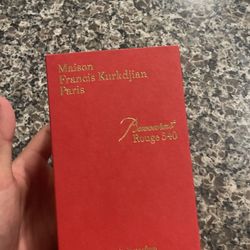 Maison
Francis Kurkdjian
Paris
Baccarat
Rouge 540